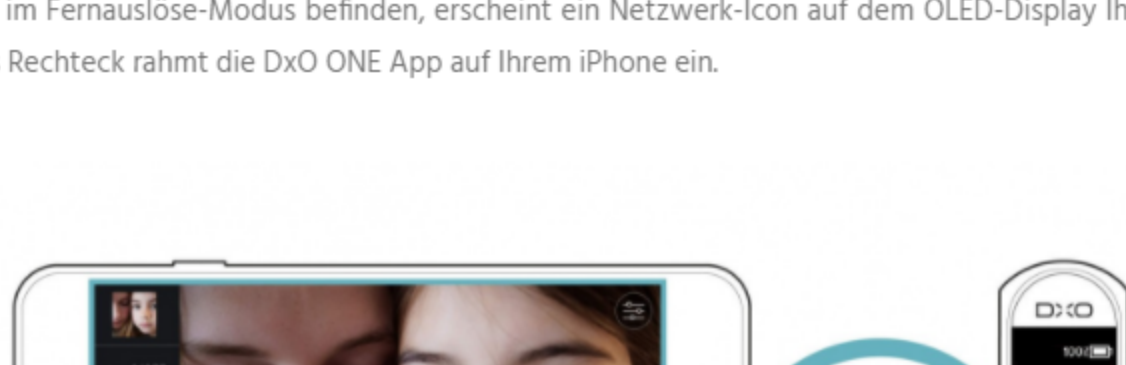 im Fernauslöse-Modus befinden, erscheint ein Netzwerk-Icon auf dem OLED-Display Ih
Rechteck rahmt die DxO ONE App auf Ihrem iPhone ein.
DXO
100%